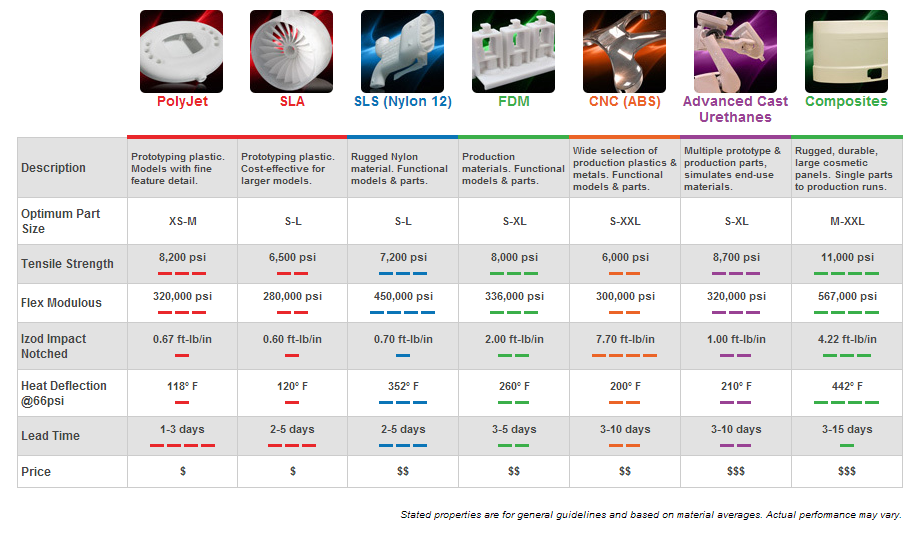 PolyJet
SLA
SLS (Nylon 12)
FDM
CNC (ABS)
Advanced Cast
Urethanes
Composites
Description
Prototyping plastic.
Models with fine
feature detail.
Prototyping plastic.
Cost-effective for
larger models.
Rugged Nylon
material. Functional
models & parts.
Production
materials. Functional
models & parts.
Wide selection of
production plastics &
metals. Functional
models & parts.
Multiple prototype &
production parts,
simulates end-use
materials.
Rugged, durable,
large cosmetic
panels. Single parts
to production runs.
Optimum Part
Size
XS-M
S-L
S-L
S-XL
S-XXL
S-XL
M-XXL
Tensile Strength
8,200 psi
6,500 psi
7,200 psi
8,000 psi
6,000 psi
8,700 psi
11,000 psi
Flex Modulous
320,000 psi
280,000 psi
450,000 psi
336,000 psi
300,000 psi
320,000 psi
567,000 psi
Izod Impact
Notched
0.67 ft-lb/in
0.60 ft-lb/in
0.70 ft-lb/in
2.00 ft-lb/in
7.70 ft-lb/in
1.00 ft-lb/in
4.22 ft-lb/in
Heat Deflection
@66psi
118° F
120° F
352° F
260° F
200° F
210° F
442° F
Lead Time
1-3 days
2-5 days
2-5 days
3-5 days
3-10 days
3-10 days
3-15 days
Price
$
$
$$
$$
$$
$$$
$$$
Stated properties are for general guidelines and based on material averages. Actual perfomance may vary.